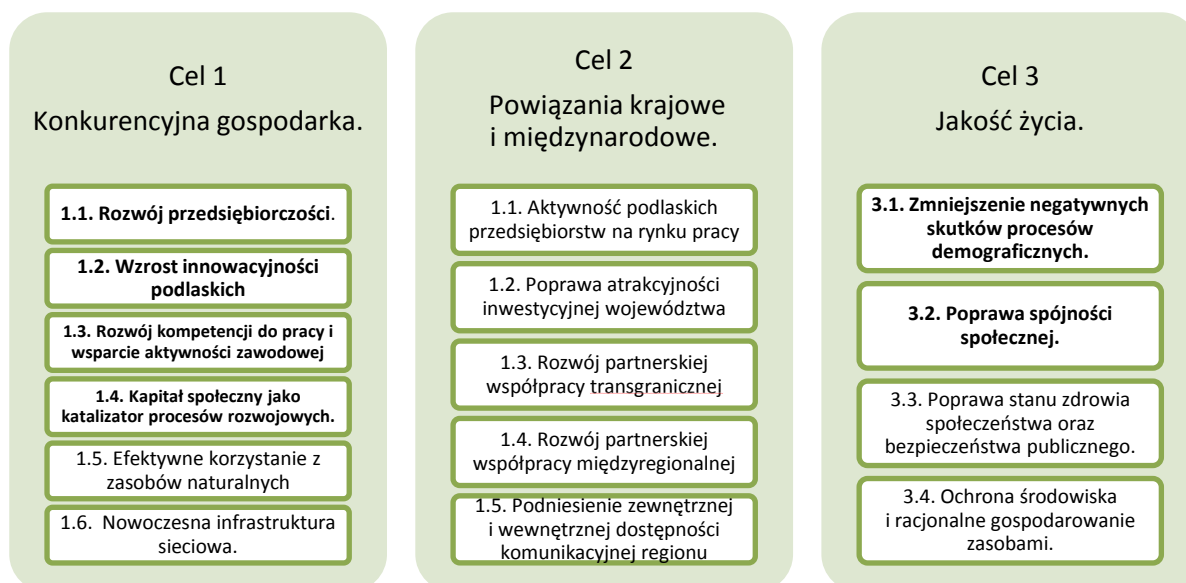 Cel 1
Konkurencyjna gospodarka.
1.1. Rozwój przedsiębiorczości.
1.2. Wzrost innowacyjności
podlaskich
1.3. Rozwój kompetencji do pracy i
wsparcie aktywności zawodowej
1.4. Kapitał społeczny jako
katalizator procesów rozwojowych.
1.5. Efektywne korzystanie z
zasobów naturalnych
1.6. Nowoczesna infrastruktura
sieciowa.
Cel 2
Powiązania krajowe
i międzynarodowe.
1.1. Aktywność podlaskich
przedsiębiorstw na rynku pracy
1.2. Poprawa atrakcyjności
inwestycyjnej województwa
1.3. Rozwój partnerskiej
współpracy transgranicznej
1.4. Rozwój partnerskiej
współpracy międzyregionalnej
1.5. Podniesienie zewnętrznej
i wewnętrznej dostępności
komunikacyjnej regionu
Cel 3
Jakość życia.
3.1. Zmniejszenie negatywnych
skutków procesów
demograficznych.
3.2. Poprawa spójności
społecznej.
3.3. Poprawa stanu zdrowia
społeczeństwa oraz
bezpieczeństwa publicznego.
3.4. Ochrona środowiska
i racjonalne gospodarowanie
zasobami.